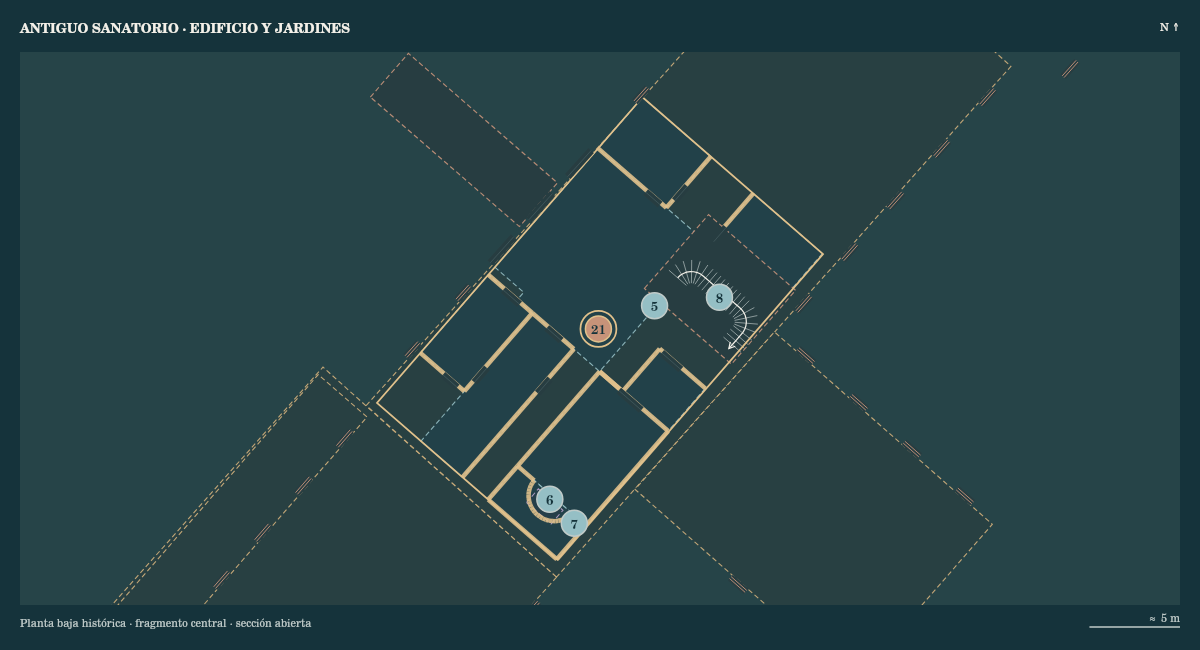 ANTIGUO SANATORIO · EDIFICIO Y JARDINES
N ↑
5
8
21
6
7
Planta baja histórica · fragmento central · sección abierta
≈ 5 m